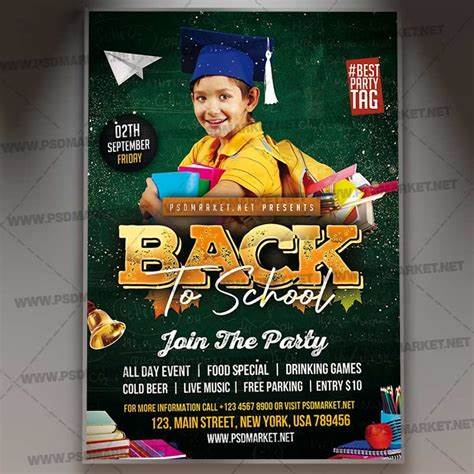 02TH
SEPTEMBER
FRIDAY
#BEST
PARTY
TAG
PSDMARKET.NET PRESENTS
BACK
To School
Join The Party
ALL DAY EVENT | FOOD SPECIAL | DRINKING GAMES
COLD BEER | LIVE MUSIC | FREE PARKING | ENTRY $10
FOR MORE INFORMATION CALL +123 4567 8900 OR VISIT PSDMARKET.NET
123, MAIN STREET, NEW YORK, USA 789456
WWW.PSDMARKET.NET